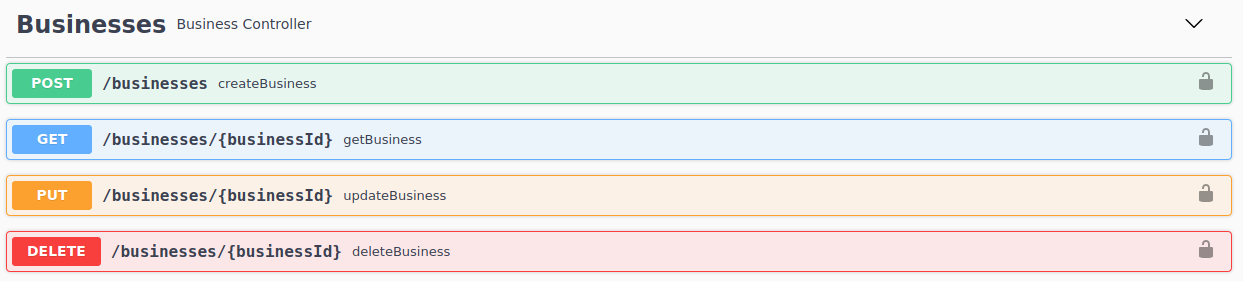 Businesses Business Controller
POST /businesses createBusiness
GET /businesses/{businessId} getBusiness
PUT /businesses/{businessId} updateBusiness
DELETE /businesses/{businessId} deleteBusiness